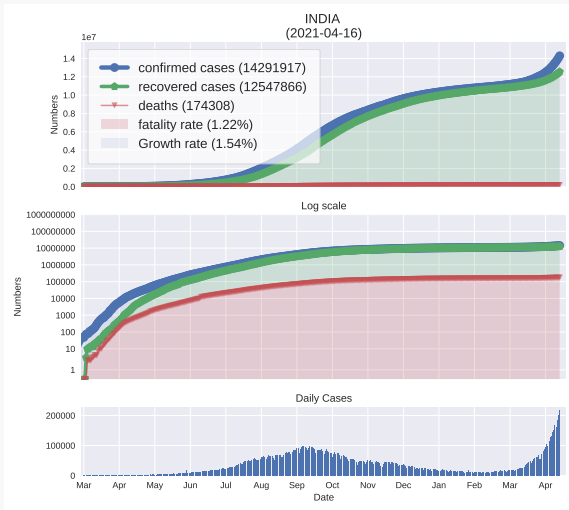 INDIA
(2021-04-16)
1e7
1.4
1.2
1.0
0.8
0.6
0.4
0.2
0.0
Numbers
confirmed cases (14291917)
recovered cases (12547866)
deaths (174308)
fatality rate (1.22%)
Growth rate (1.54%)
Log scale
1000000000
100000000
10000000
1000000
100000
10000
1000
100
10
1
Numbers
Daily Cases
200000
100000
0
Mar Apr May Jun Jul Aug Sep Oct Nov Dec Jan Feb Mar Apr
Date